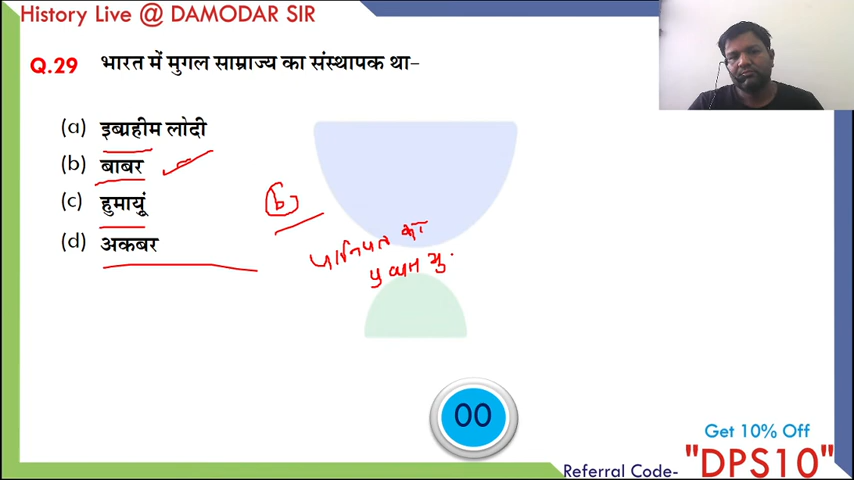 History Live @ DAMODAR SIR
Q.29 भारत में मुगल साम्राज्य का संस्थापक था–
(a) इब्राहीम लोदी
(b) बाबर
(c) हुमायुं
(d) अकबर
b
पानिपत का
00
Get 10% Off
Referral Code- "DPS10"